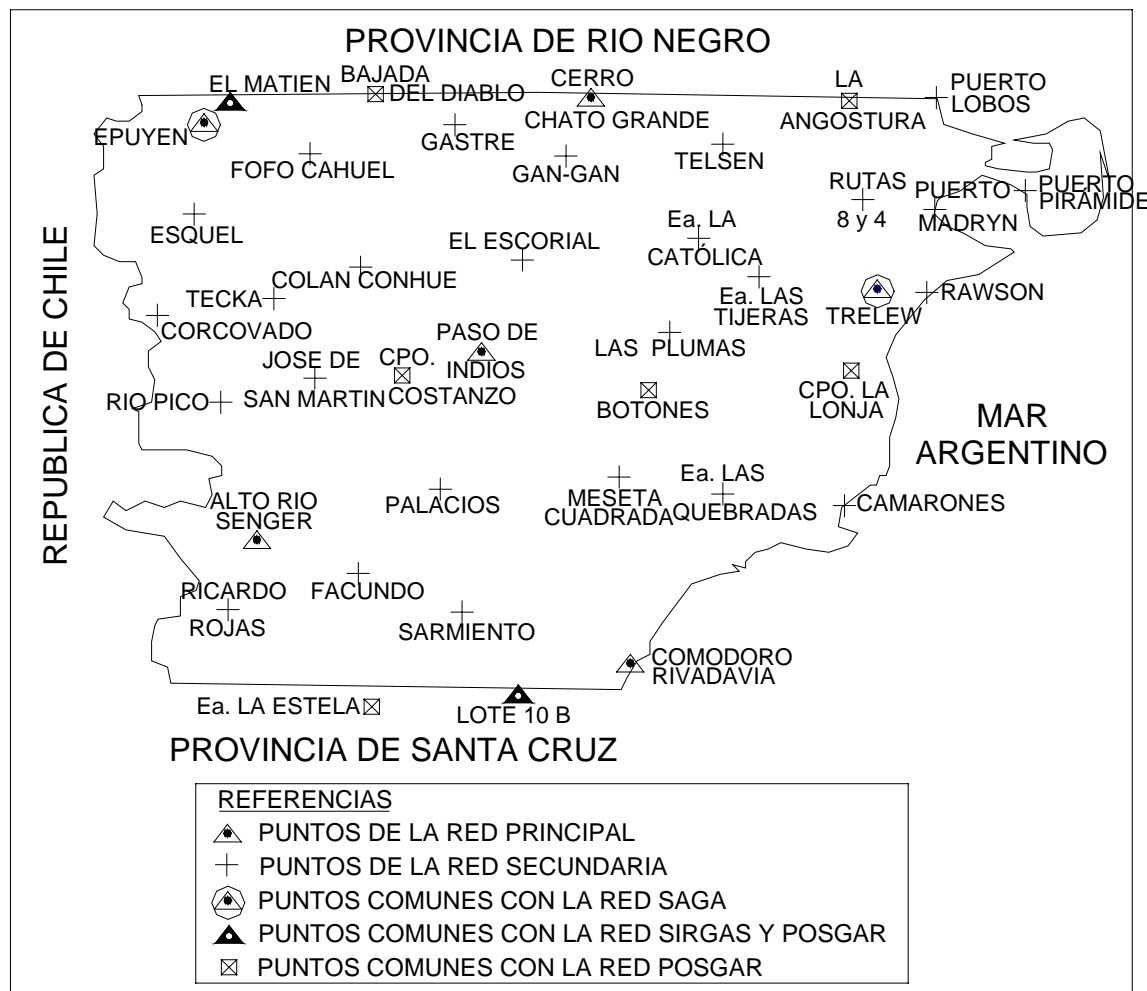 PROVINCIA DE RIO NEGRO
EL MATIEN
BAJADA
DEL DIABLO
CERRO
CHATO GRANDE
LA
ANGOSTURA
PUERTO
LOBOS
EPUYEN
FOFO CAHUEL
GASTRE
GAN-GAN
TELSEN
RUTAS
8 y 4
PUERTO
MADRYN
PUERTO
PIRÁMIDE
ESQUEL
EL ESCORIAL
Ea. LA
CATÓLICA
COLAN CONHUE
TECKA
CORCOVADO
Ea. LAS
TIJERAS
TRELEW
RAWSON
REPUBLICA DE CHILE
PASO DE
INDIOS
LAS PLUMAS
JOSE DE
SAN MARTIN
CPO.
COSTANZO
RIO PICO
BOTONES
CPO. LA
LONJA
MAR
ARGENTINO
ALTO RIO
SENGER
PALACIOS
MESETA
CUADRADA
Ea. LAS
QUEBRADAS
CAMARONES
RICARDO
ROJAS
FACUNDO
SARMIENTO
COMODORO
RIVADAVIA
Ea. LA ESTELA
LOTE 10 B
PROVINCIA DE SANTA CRUZ
REFERENCIAS
PUNTOS DE LA RED PRINCIPAL
PUNTOS DE LA RED SECUNDARIA
PUNTOS COMUNES CON LA RED SAGA
PUNTOS COMUNES CON LA RED SIRGAS Y POSGAR
PUNTOS COMUNES CON LA RED POSGAR